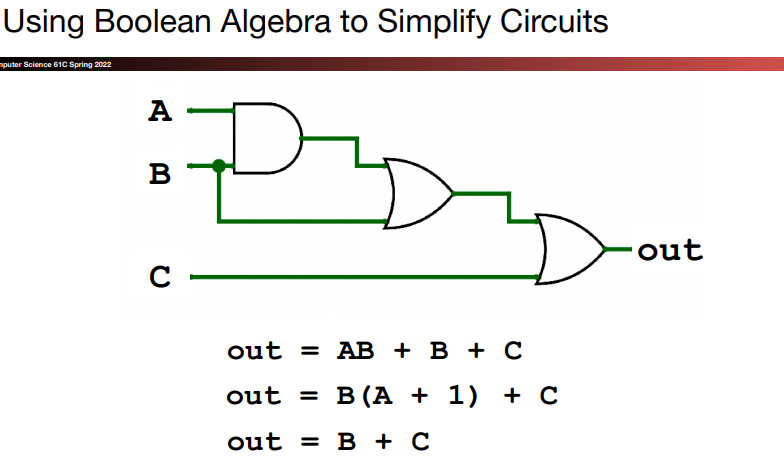 Using Boolean Algebra to Simplify Circuits
mputer Science 61C Spring 2022
A
B
C
out
out = AB + B + C
out = B(A + 1) + C
out = B + C